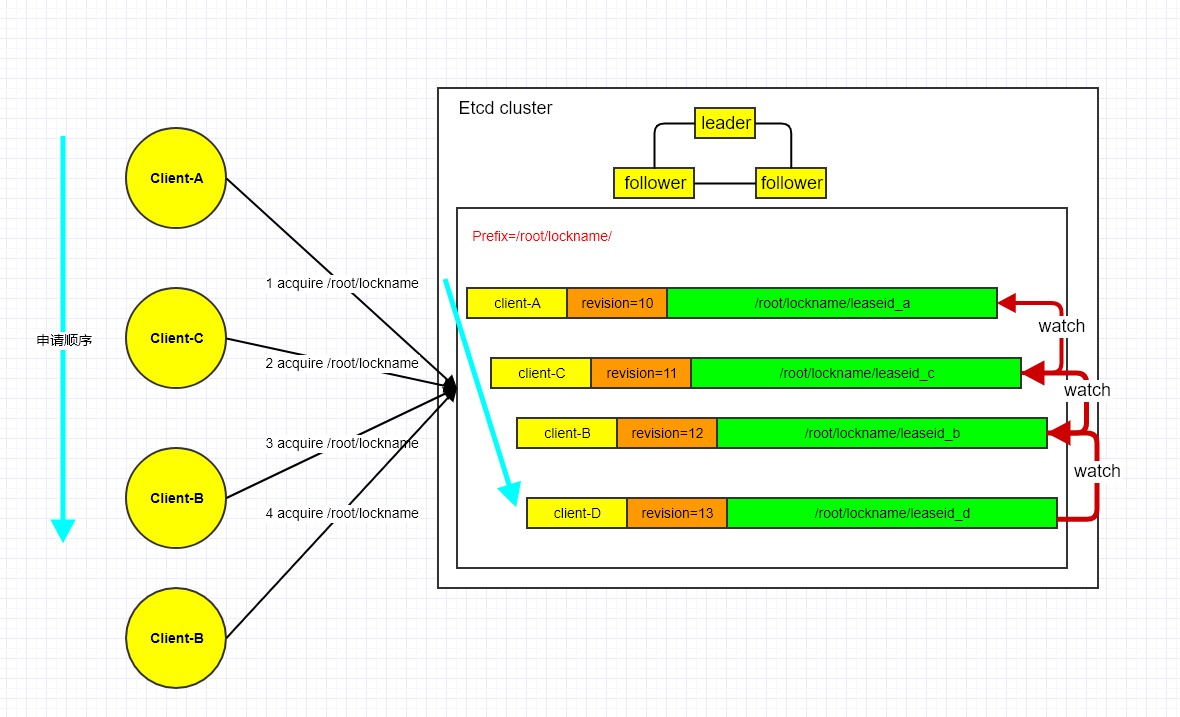 申请顺序
Client-A
Client-C
Client-B
Client-B
1 acquire /root/lockname
2 acquire /root/lockname
3 acquire /root/lockname
4 acquire /root/lockname
Etcd cluster
leader
follower
follower
Prefix=/root/lockname/
client-A revision=10 /root/lockname/leaseid_a
watch
client-C revision=11 /root/lockname/leaseid_c
watch
client-B revision=12 /root/lockname/leaseid_b
watch
client-D revision=13 /root/lockname/leaseid_d